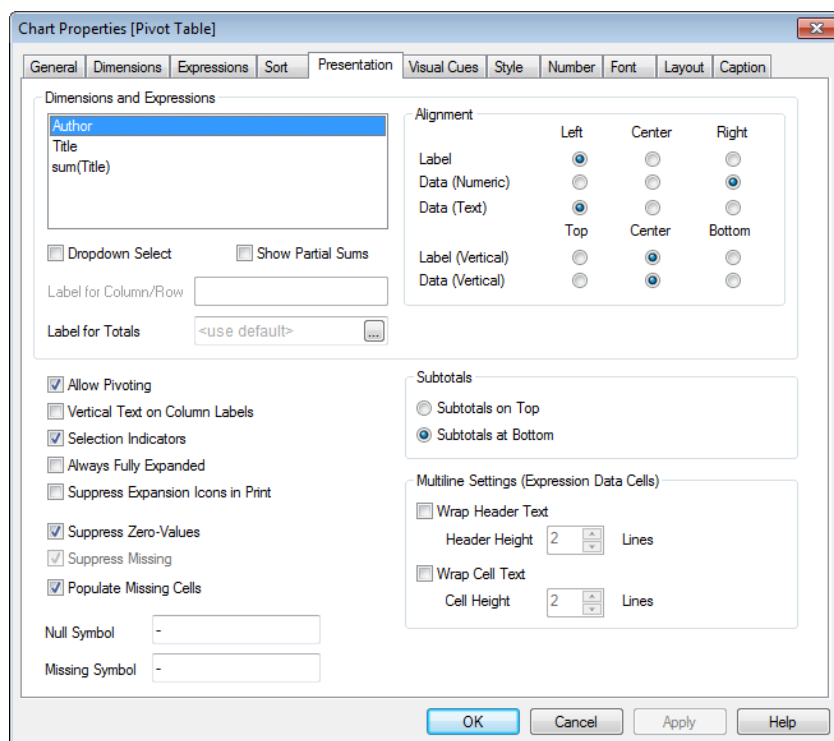 Chart Properties [Pivot Table]
General Dimensions Expressions Sort Presentation Visual Cues Style Number Font Layout Caption
Dimensions and Expressions
Author
Title
sum(Title)
Dropdown Select Show Partial Sums
Label for Column/Row
Label for Totals <use default> ...
Alignment
Left Center Right
Label
Data (Numeric)
Data (Text)
Top Center Bottom
Label (Vertical)
Data (Vertical)
Allow Pivoting
Vertical Text on Column Labels
Selection Indicators
Always Fully Expanded
Suppress Expansion Icons in Print
Suppress Zero-Values
Suppress Missing
Populate Missing Cells
Null Symbol -
Missing Symbol -
Subtotals
Subtotals on Top
Subtotals at Bottom
Multiline Settings (Expression Data Cells)
Wrap Header Text
Header Height 2 Lines
Wrap Cell Text
Cell Height 2 Lines
OK Cancel Apply Help